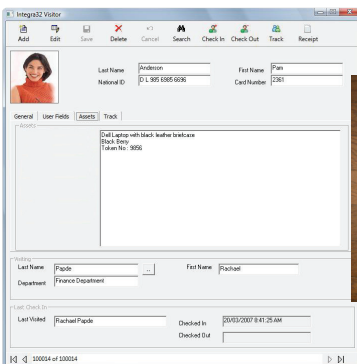 Integra32 Visitor
Add Edit Save Delete Cancel Search Check In Check Out Track Receipt
Last Name Anderson First Name Pam
National ID D L 985 6985 6696 Card Number 2361
General User Fields Assets Track
Assets
Dell Laptop with black leather briefcase
Black Berry
Token No : 9856
Visiting
Last Name Papde .. First Name Rachael
Department Finance Department
Last Check In
Last Visited Rachael Papde Checked In 20/03/2007 8:41:25 AM
Checked Out
100014 of 100014